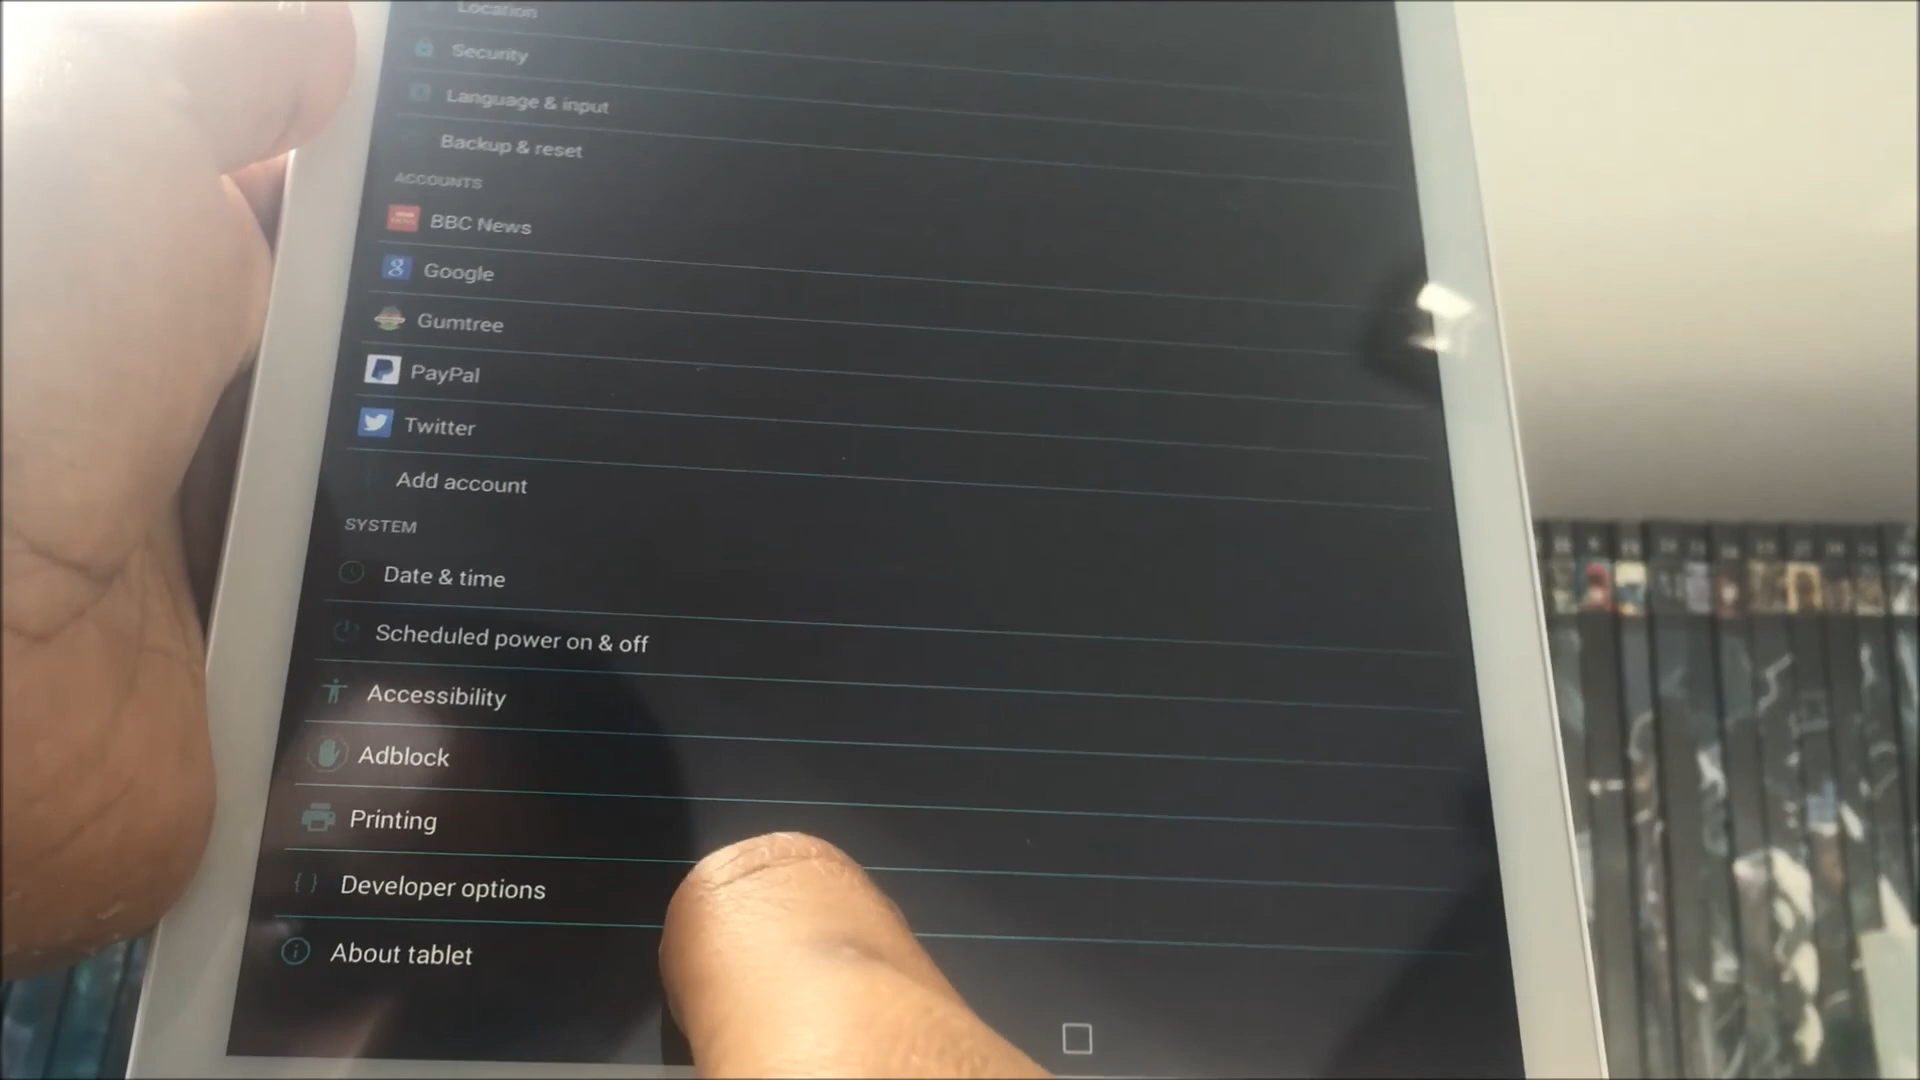 Location
Security
Language & input
Backup & reset
ACCOUNTS
BBC News
Google
Gumtree
PayPal
Twitter
Add account
SYSTEM
Date & time
Scheduled power on & off
Accessibility
Adblock
Printing
Developer options
About tablet